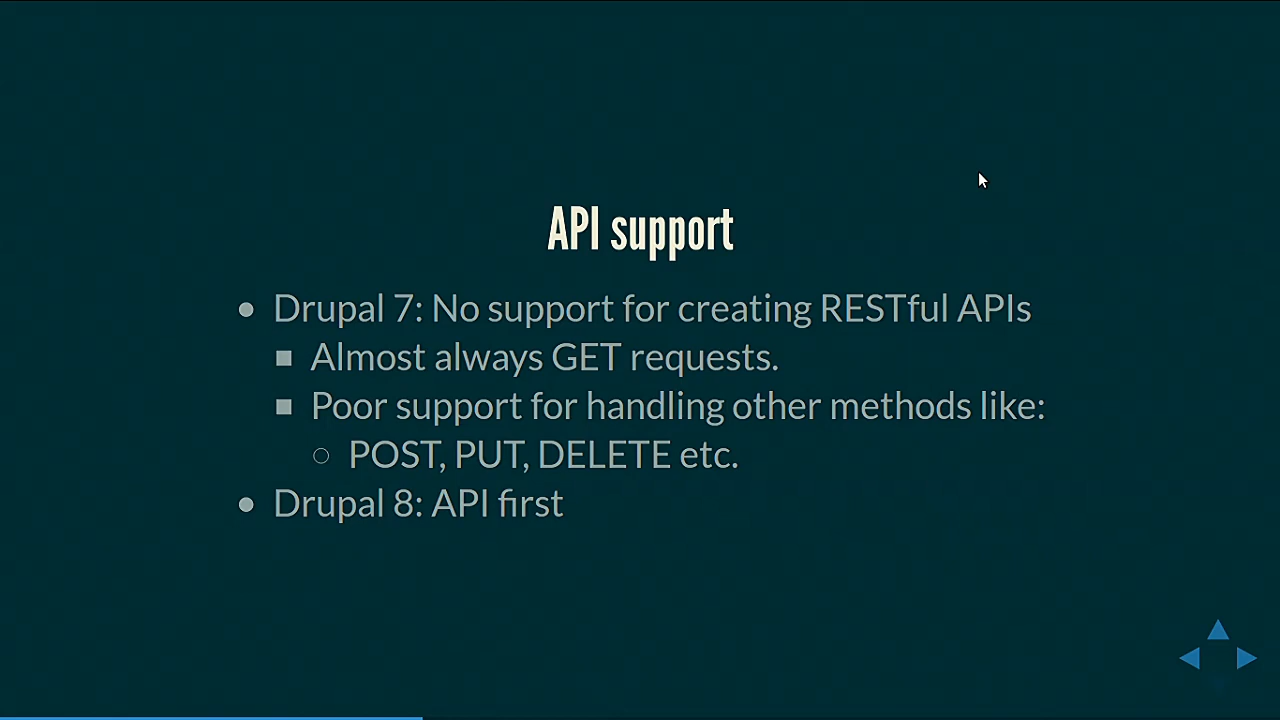 API support
Drupal 7: No support for creating RESTful APIs
Almost always GET requests.
Poor support for handling other methods like:
POST, PUT, DELETE etc.
Drupal 8: API first